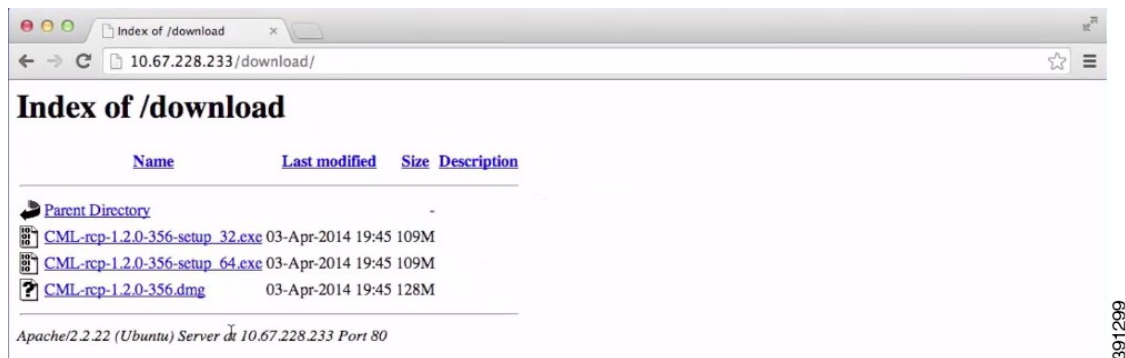 Index of /download
10.67.228.233/download/
Index of /download
Name Last modified Size Description
Parent Directory -
CML-rcp-1.2.0-356-setup_32.exe 03-Apr-2014 19:45 109M
CML-rcp-1.2.0-356-setup_64.exe 03-Apr-2014 19:45 109M
CML-rcp-1.2.0-356.dmg 03-Apr-2014 19:45 128M
Apache/2.2.22 (Ubuntu) Server at 10.67.228.233 Port 80
391299